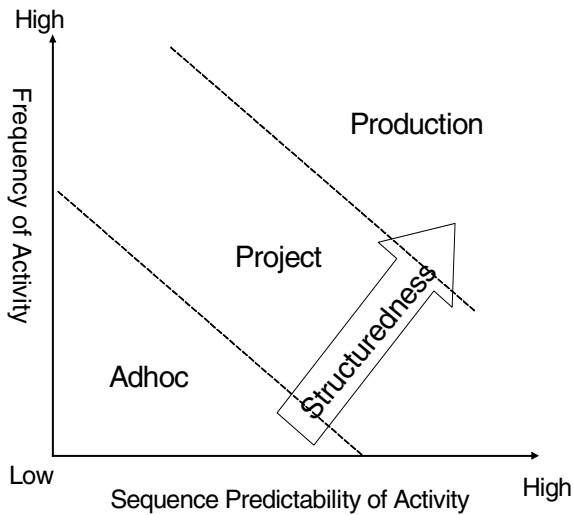 High
Frequency of Activity
Production
Project
Structuredness
Adhoc
Low
Sequence Predictability of Activity
High